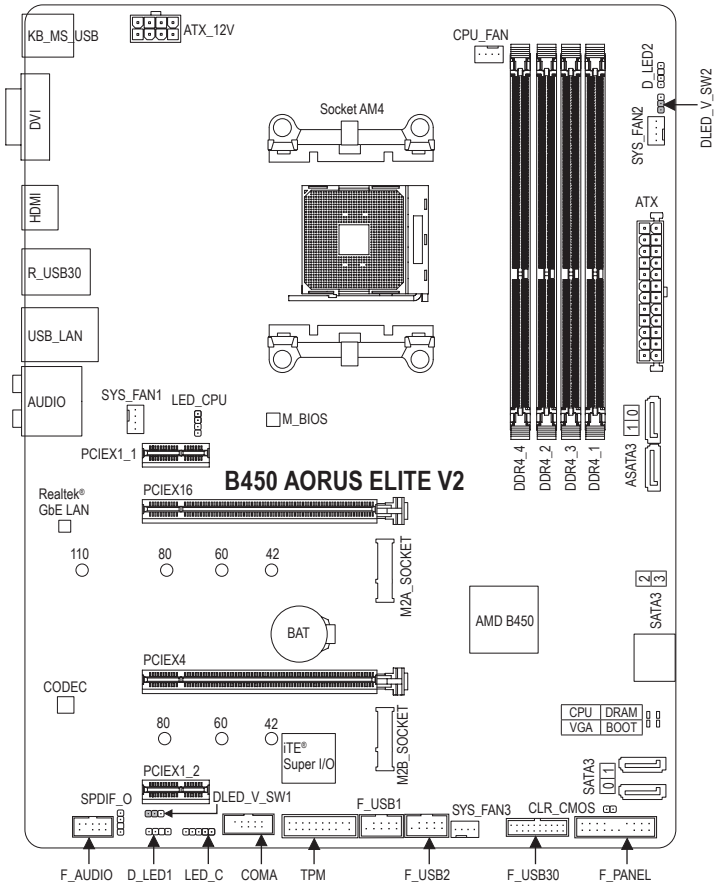 KB_MS_USB
ATX_12V
CPU_FAN
D_LED2
DLED_V_SW2
SYS_FAN2
DVI
Socket AM4
HDMI
ATX
R_USB30
USB_LAN
AUDIO
SYS_FAN1
LED_CPU
M_BIOS
PCIEX1_1
DDR4_4
DDR4_2
DDR4_3
DDR4_1
1 0
ASATA3
B450 AORUS ELITE V2
Realtek®
GbE LAN
PCIEX16
110
80
60
42
M2A_SOCKET
AMD B450
2 3
SATA3
BAT
PCIEX4
CODEC
80
60
42
iTE®
Super I/O
M2B_SOCKET
CPU DRAM
VGA BOOT
SATA3
0 1
PCIEX1_2
SPDIF_O
DLED_V_SW1
F_USB1
SYS_FAN3
CLR_CMOS
F_AUDIO
D_LED1
LED_C
COMA
TPM
F_USB2
F_USB30
F_PANEL